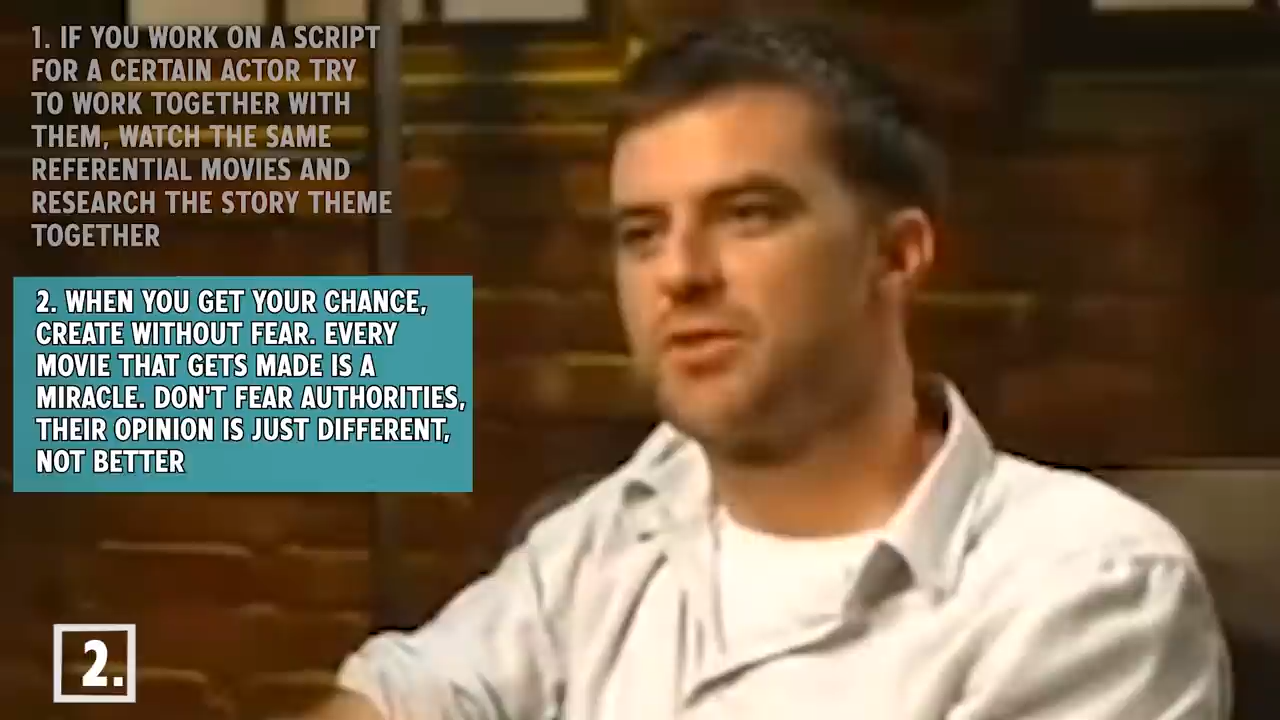 1. IF YOU WORK ON A SCRIPT
FOR A CERTAIN ACTOR TRY
TO WORK TOGETHER WITH
THEM, WATCH THE SAME
REFERENTIAL MOVIES AND
RESEARCH THE STORY THEME
TOGETHER
2. WHEN YOU GET YOUR CHANCE,
CREATE WITHOUT FEAR. EVERY
MOVIE THAT GETS MADE IS A
MIRACLE. DON'T FEAR AUTHORITIES,
THEIR OPINION IS JUST DIFFERENT,
NOT BETTER
2.